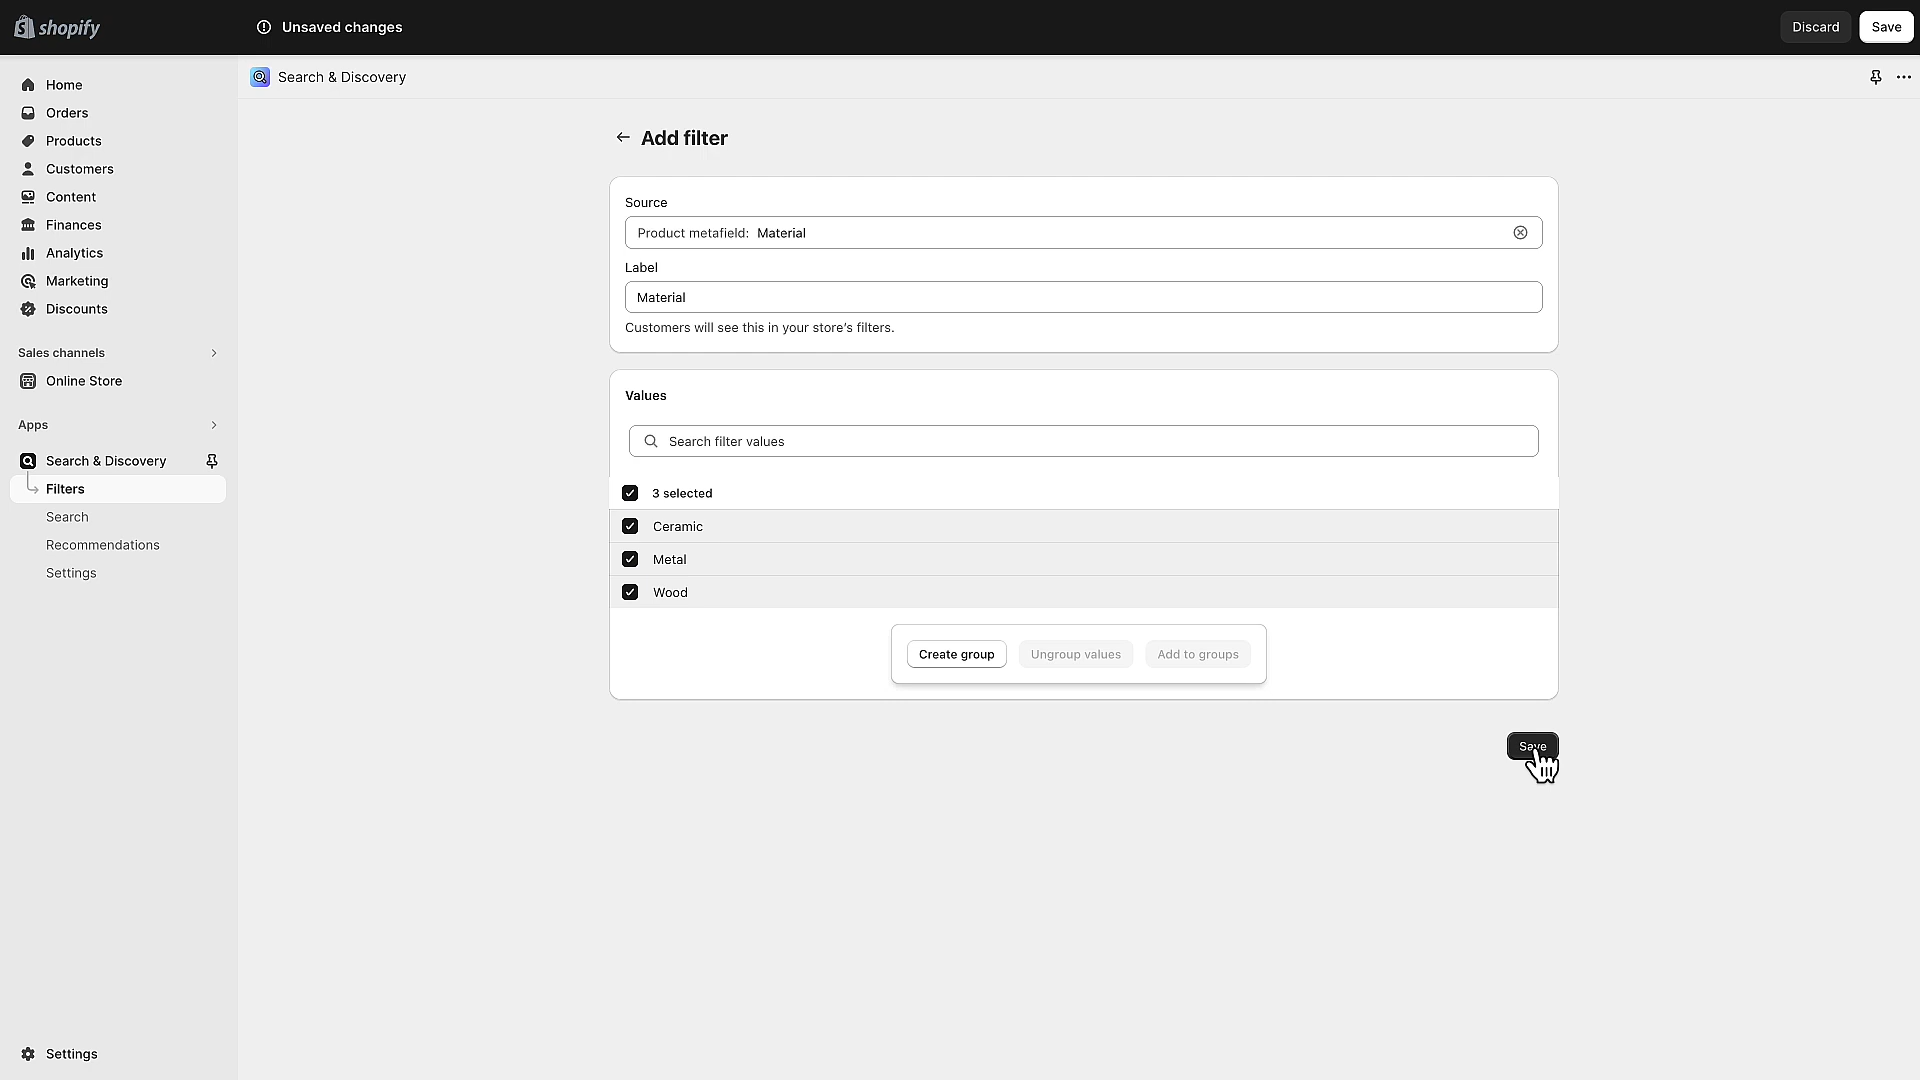 shopify
Unsaved changes
Discard
Save
Home
Orders
Products
Customers
Content
Finances
Analytics
Marketing
Discounts
Sales channels
Online Store
Apps
Search & Discovery
Filters
Search
Recommendations
Settings
Settings
Search & Discovery
Add filter
Source
Product metafield: Material
Label
Material
Customers will see this in your store's filters.
Values
Search filter values
3 selected
Ceramic
Metal
Wood
Create group
Ungroup values
Add to groups
Save